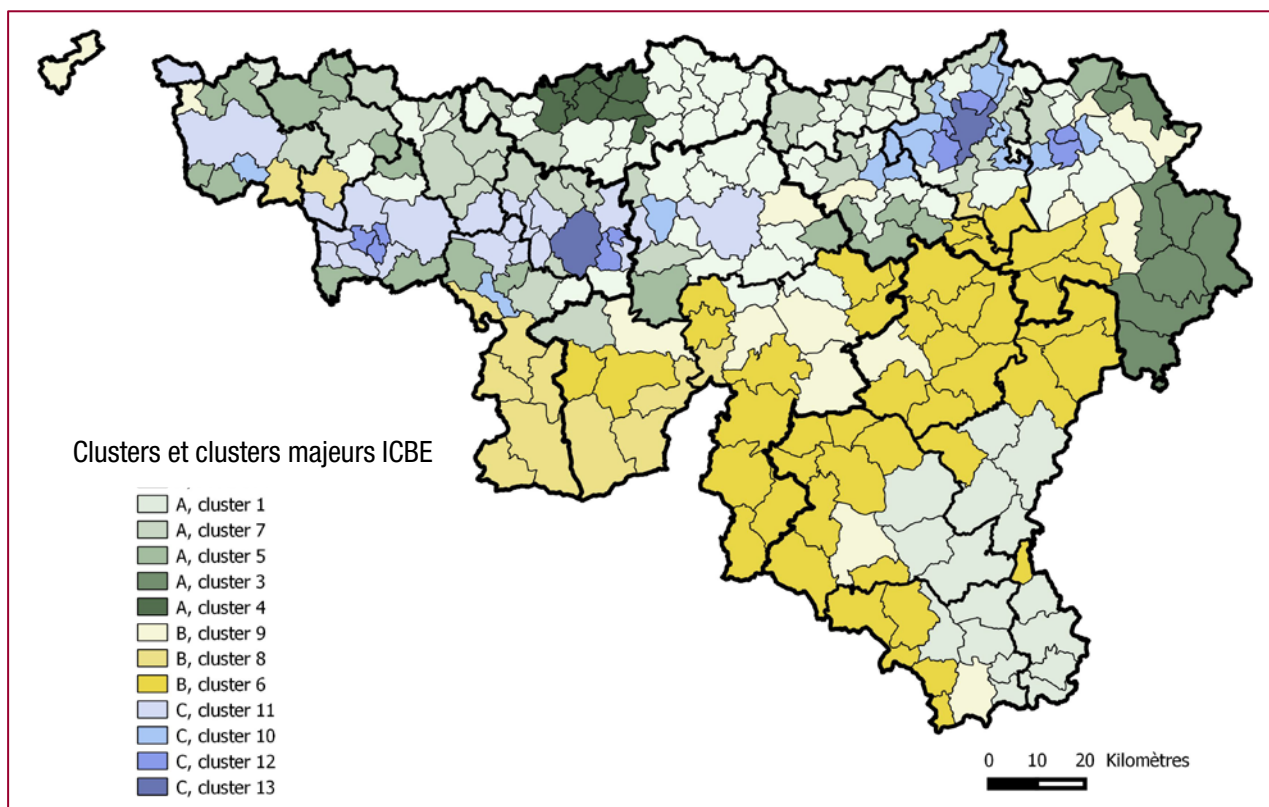 Clusters et clusters majeurs ICBE
A, cluster 1
A, cluster 7
A, cluster 5
A, cluster 3
A, cluster 4
B, cluster 9
B, cluster 8
B, cluster 6
C, cluster 11
C, cluster 10
C, cluster 12
C, cluster 13
0 10 20 Kilomètres